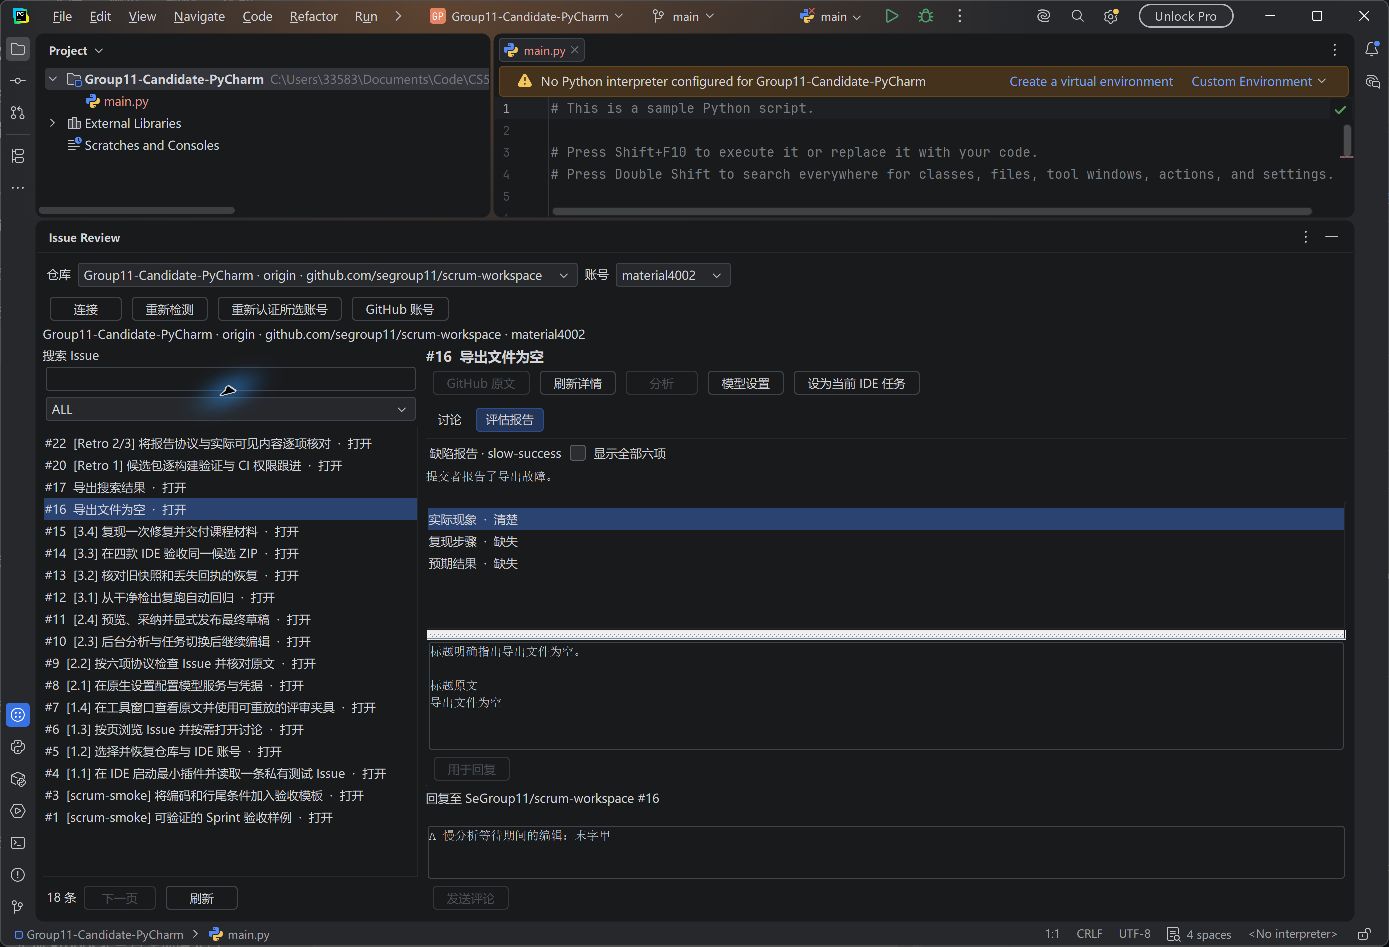 PC File Edit View Navigate Code Refactor Run GP Group11-Candidate-PyCharm main main Unlock Pro
Project
main.py
Group11-Candidate-PyCharm C:\Users\33583\Documents\Code\CS5
main.py
External Libraries
Scratches and Consoles
No Python interpreter configured for Group11-Candidate-PyCharm Create a virtual environment Custom Environment
1 # This is a sample Python script.
2
3 # Press Shift+F10 to execute it or replace it with your code.
4 # Press Double Shift to search everywhere for classes, files, tool windows, actions, and settings.
5
Issue Review
仓库 Group11-Candidate-PyCharm · origin · github.com/segroup11/scrum-workspace 账号 material4002
连接 重新检测 重新认证所选账号 GitHub 账号
Group11-Candidate-PyCharm · origin · github.com/segroup11/scrum-workspace · material4002
搜索 Issue
ALL
#22 [Retro 2/3] 将报告协议与实际可见内容逐项核对 · 打开
#20 [Retro 1] 候选包逐构建验证与 CI 权限跟进 · 打开
#17 导出搜索结果 · 打开
#16 导出文件为空 · 打开
#15 [3.4] 复现一次修复并交付课程材料 · 打开
#14 [3.3] 在四款 IDE 验收同一候选 ZIP · 打开
#13 [3.2] 核对旧快照和丢失回执的恢复 · 打开
#12 [3.1] 从干净检出复跑自动回归 · 打开
#11 [2.4] 预览、采纳并显式发布最终草稿 · 打开
#10 [2.3] 后台分析与任务切换后继续编辑 · 打开
#9 [2.2] 按六项协议检查 Issue 并核对原文 · 打开
#8 [2.1] 在原生设置配置模型服务与凭据 · 打开
#7 [1.4] 在工具窗口查看原文并使用可重放的评审夹具 · 打开
#6 [1.3] 按页浏览 Issue 并按需打开讨论 · 打开
#5 [1.2] 选择并恢复仓库与 IDE 账号 · 打开
#4 [1.1] 在 IDE 启动最小插件并读取一条私有测试 Issue · 打开
#3 [scrum-smoke] 将编码和行尾条件加入验收模板 · 打开
#1 [scrum-smoke] 可验证的 Sprint 验收样例 · 打开
18 条 下一页 刷新
#16 导出文件为空
GitHub 原文 刷新详情 分析 模型设置 设为当前 IDE 任务
讨论 评估报告
缺陷报告 · slow-success 显示全部六项
提交者报告了导出故障。
实际现象 · 清楚
复现步骤 · 缺失
预期结果 · 缺失
标题明确指出导出文件为空。
标题原文
导出文件为空
用于回复
回复至 SeGroup11/scrum-workspace #16
A 慢分析等待期间的编辑：末字甲
发送评论
Group11-Candidate-PyCharm main.py 1:1 CRLF UTF-8 4 spaces <No interpreter>